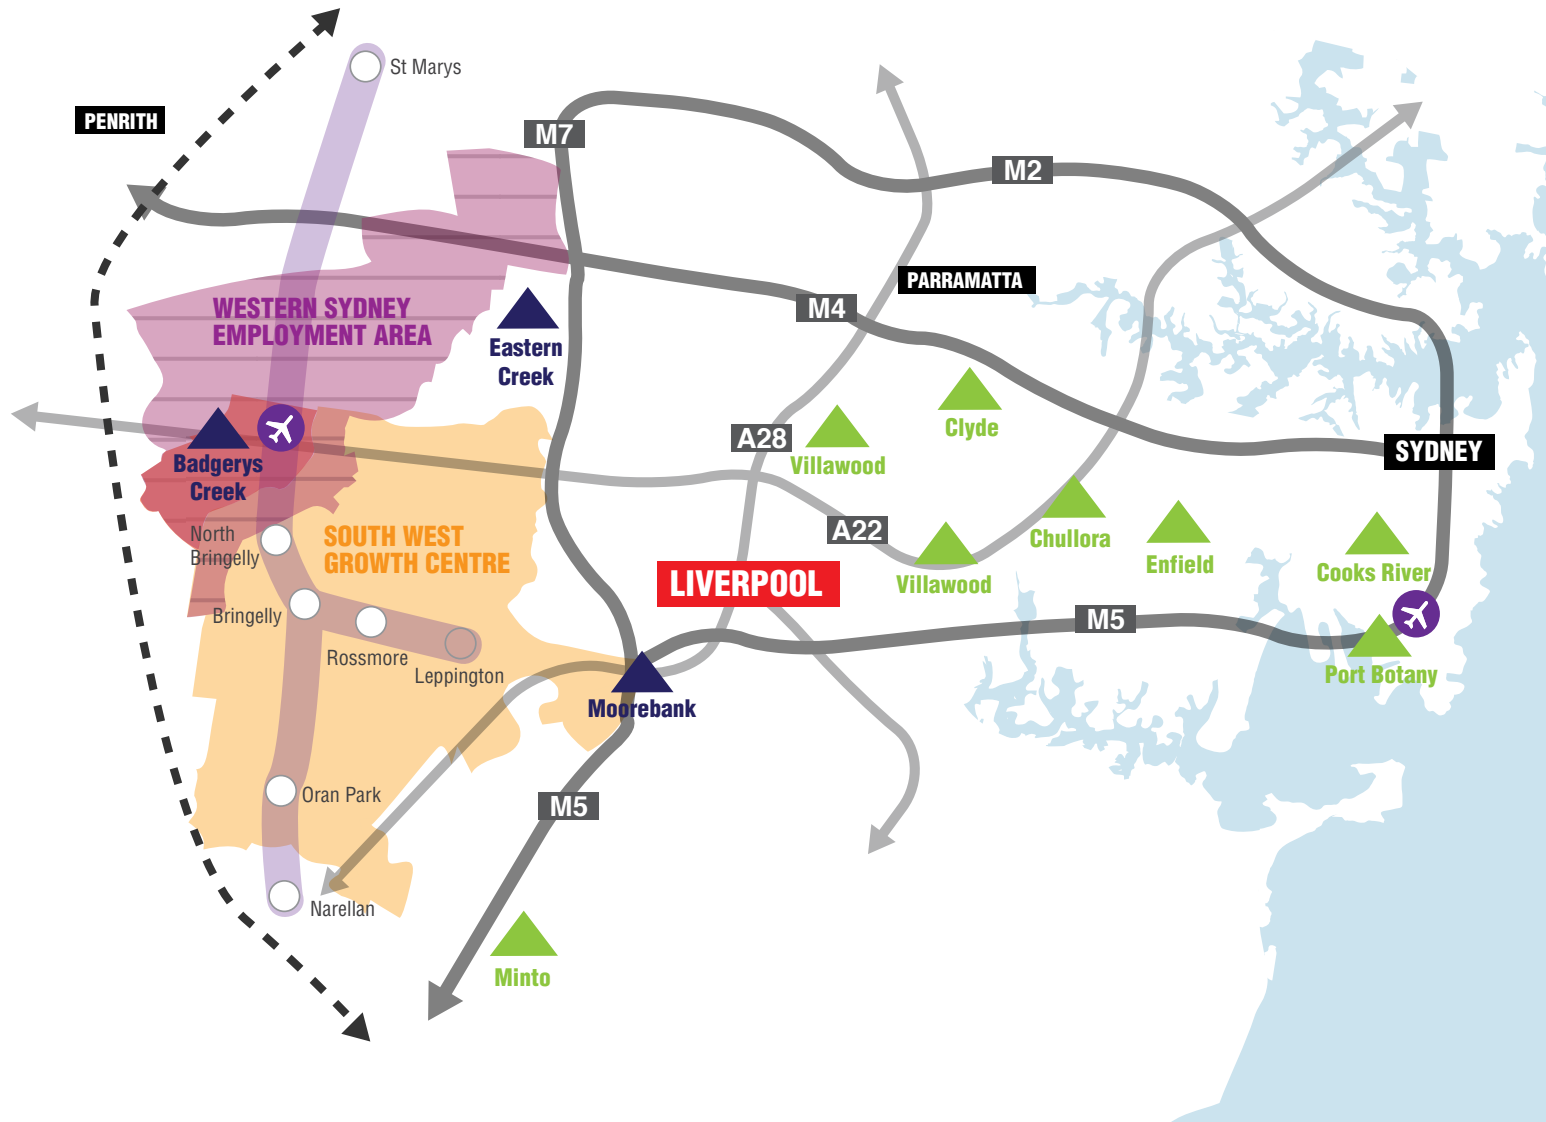 St Marys
PENRITH
M7
M2
PARRAMATTA
WESTERN SYDNEY
EMPLOYMENT AREA
M4
Eastern
Creek
Clyde
A28
Villawood
SYDNEY
Badgerys
Creek
North
Bringelly
SOUTH WEST
GROWTH CENTRE
A22
Chullora
Enfield
Cooks River
Villawood
LIVERPOOL
Bringelly
M5
Rossmore
Leppington
Port Botany
Moorebank
Oran Park
M5
Narellan
Minto